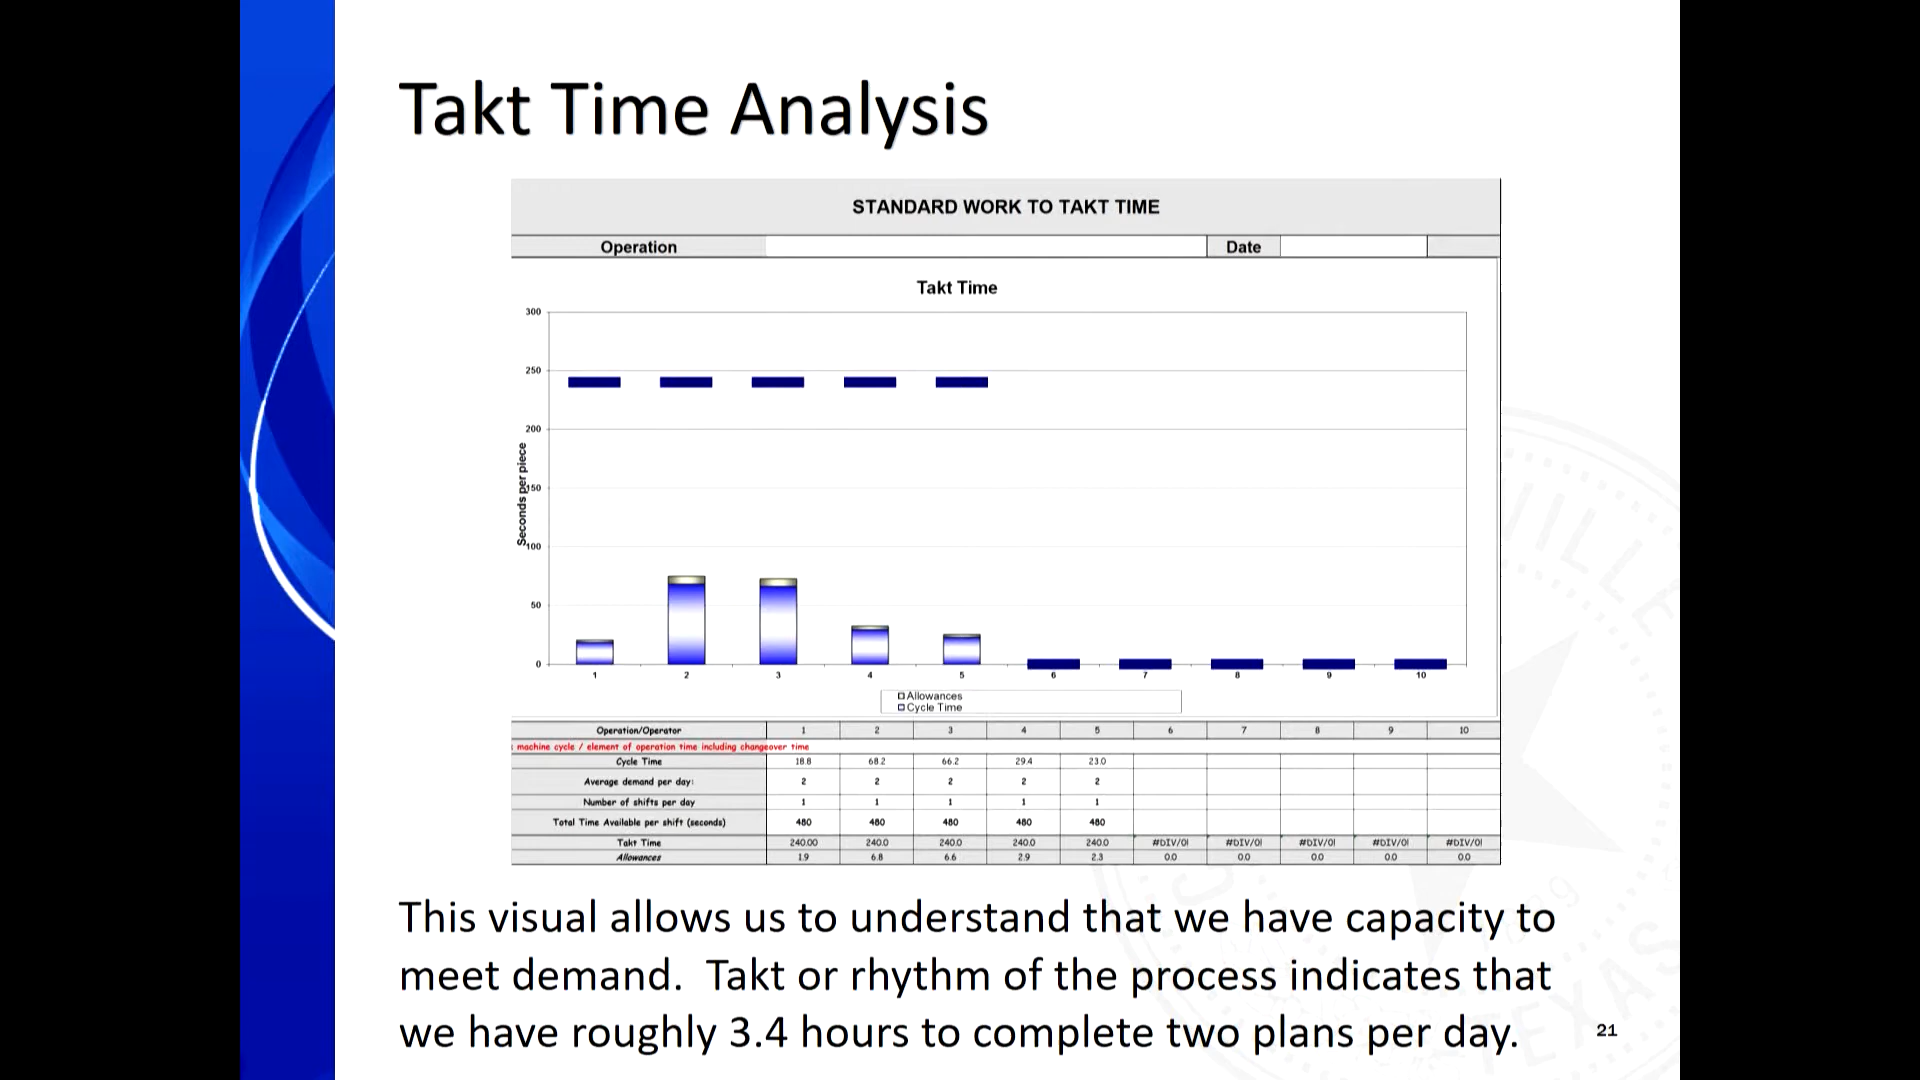 Takt Time Analysis
STANDARD WORK TO TAKT TIME
Operation Date
Takt Time
300
250
200
150
100
50
0
Seconds per piece
1 2 3 4 5 6 7 8 9 10
Allowances
Cycle Time
Operation/Operator 1 2 3 4 5 6 7 8 9 10
machine cycle / element of operation time including changeover time
Cycle Time 18.8 68.2 66.2 29.4 23.0
Average demand per day: 2 2 2 2 2
Number of shifts per day 1 1 1 1 1
Total Time Available per shift (seconds) 480 480 480 480 480
Takt Time 240.00 240.0 240.0 240.0 240.0 #DIV/0! #DIV/0! #DIV/0! #DIV/0! #DIV/0!
Allowances 1.9 6.8 6.6 2.9 2.3 0.0 0.0 0.0 0.0 0.0
This visual allows us to understand that we have capacity to
meet demand. Takt or rhythm of the process indicates that
we have roughly 3.4 hours to complete two plans per day.
21
TEXAS